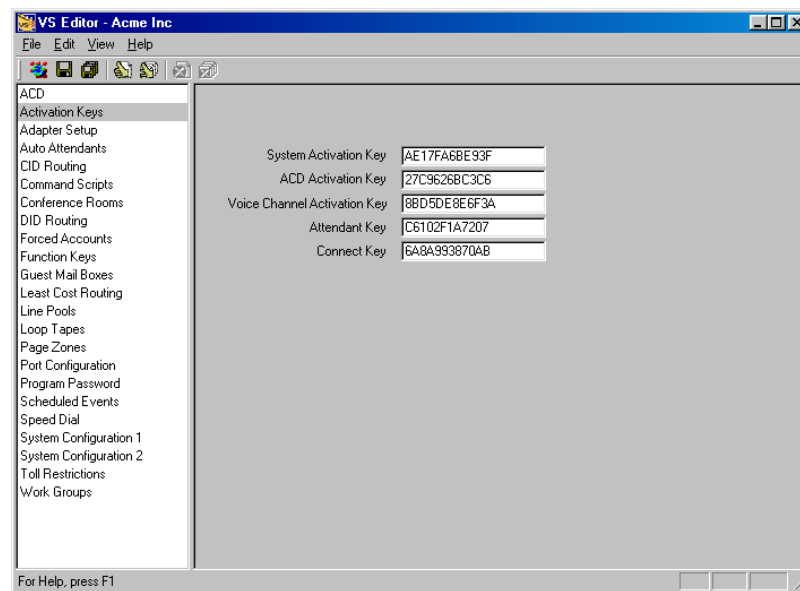 VS Editor - Acme Inc
File Edit View Help
ACD
Activation Keys
Adapter Setup
Auto Attendants
CID Routing
Command Scripts
Conference Rooms
DID Routing
Forced Accounts
Function Keys
Guest Mail Boxes
Least Cost Routing
Line Pools
Loop Tapes
Page Zones
Port Configuration
Program Password
Scheduled Events
Speed Dial
System Configuration 1
System Configuration 2
Toll Restrictions
Work Groups
System Activation Key AE17FA6BE93F
ACD Activation Key 27C9626BC3C6
Voice Channel Activation Key 8BD5DE8E6F3A
Attendant Key C6102F1A7207
Connect Key 6A8A993870AB
For Help, press F1